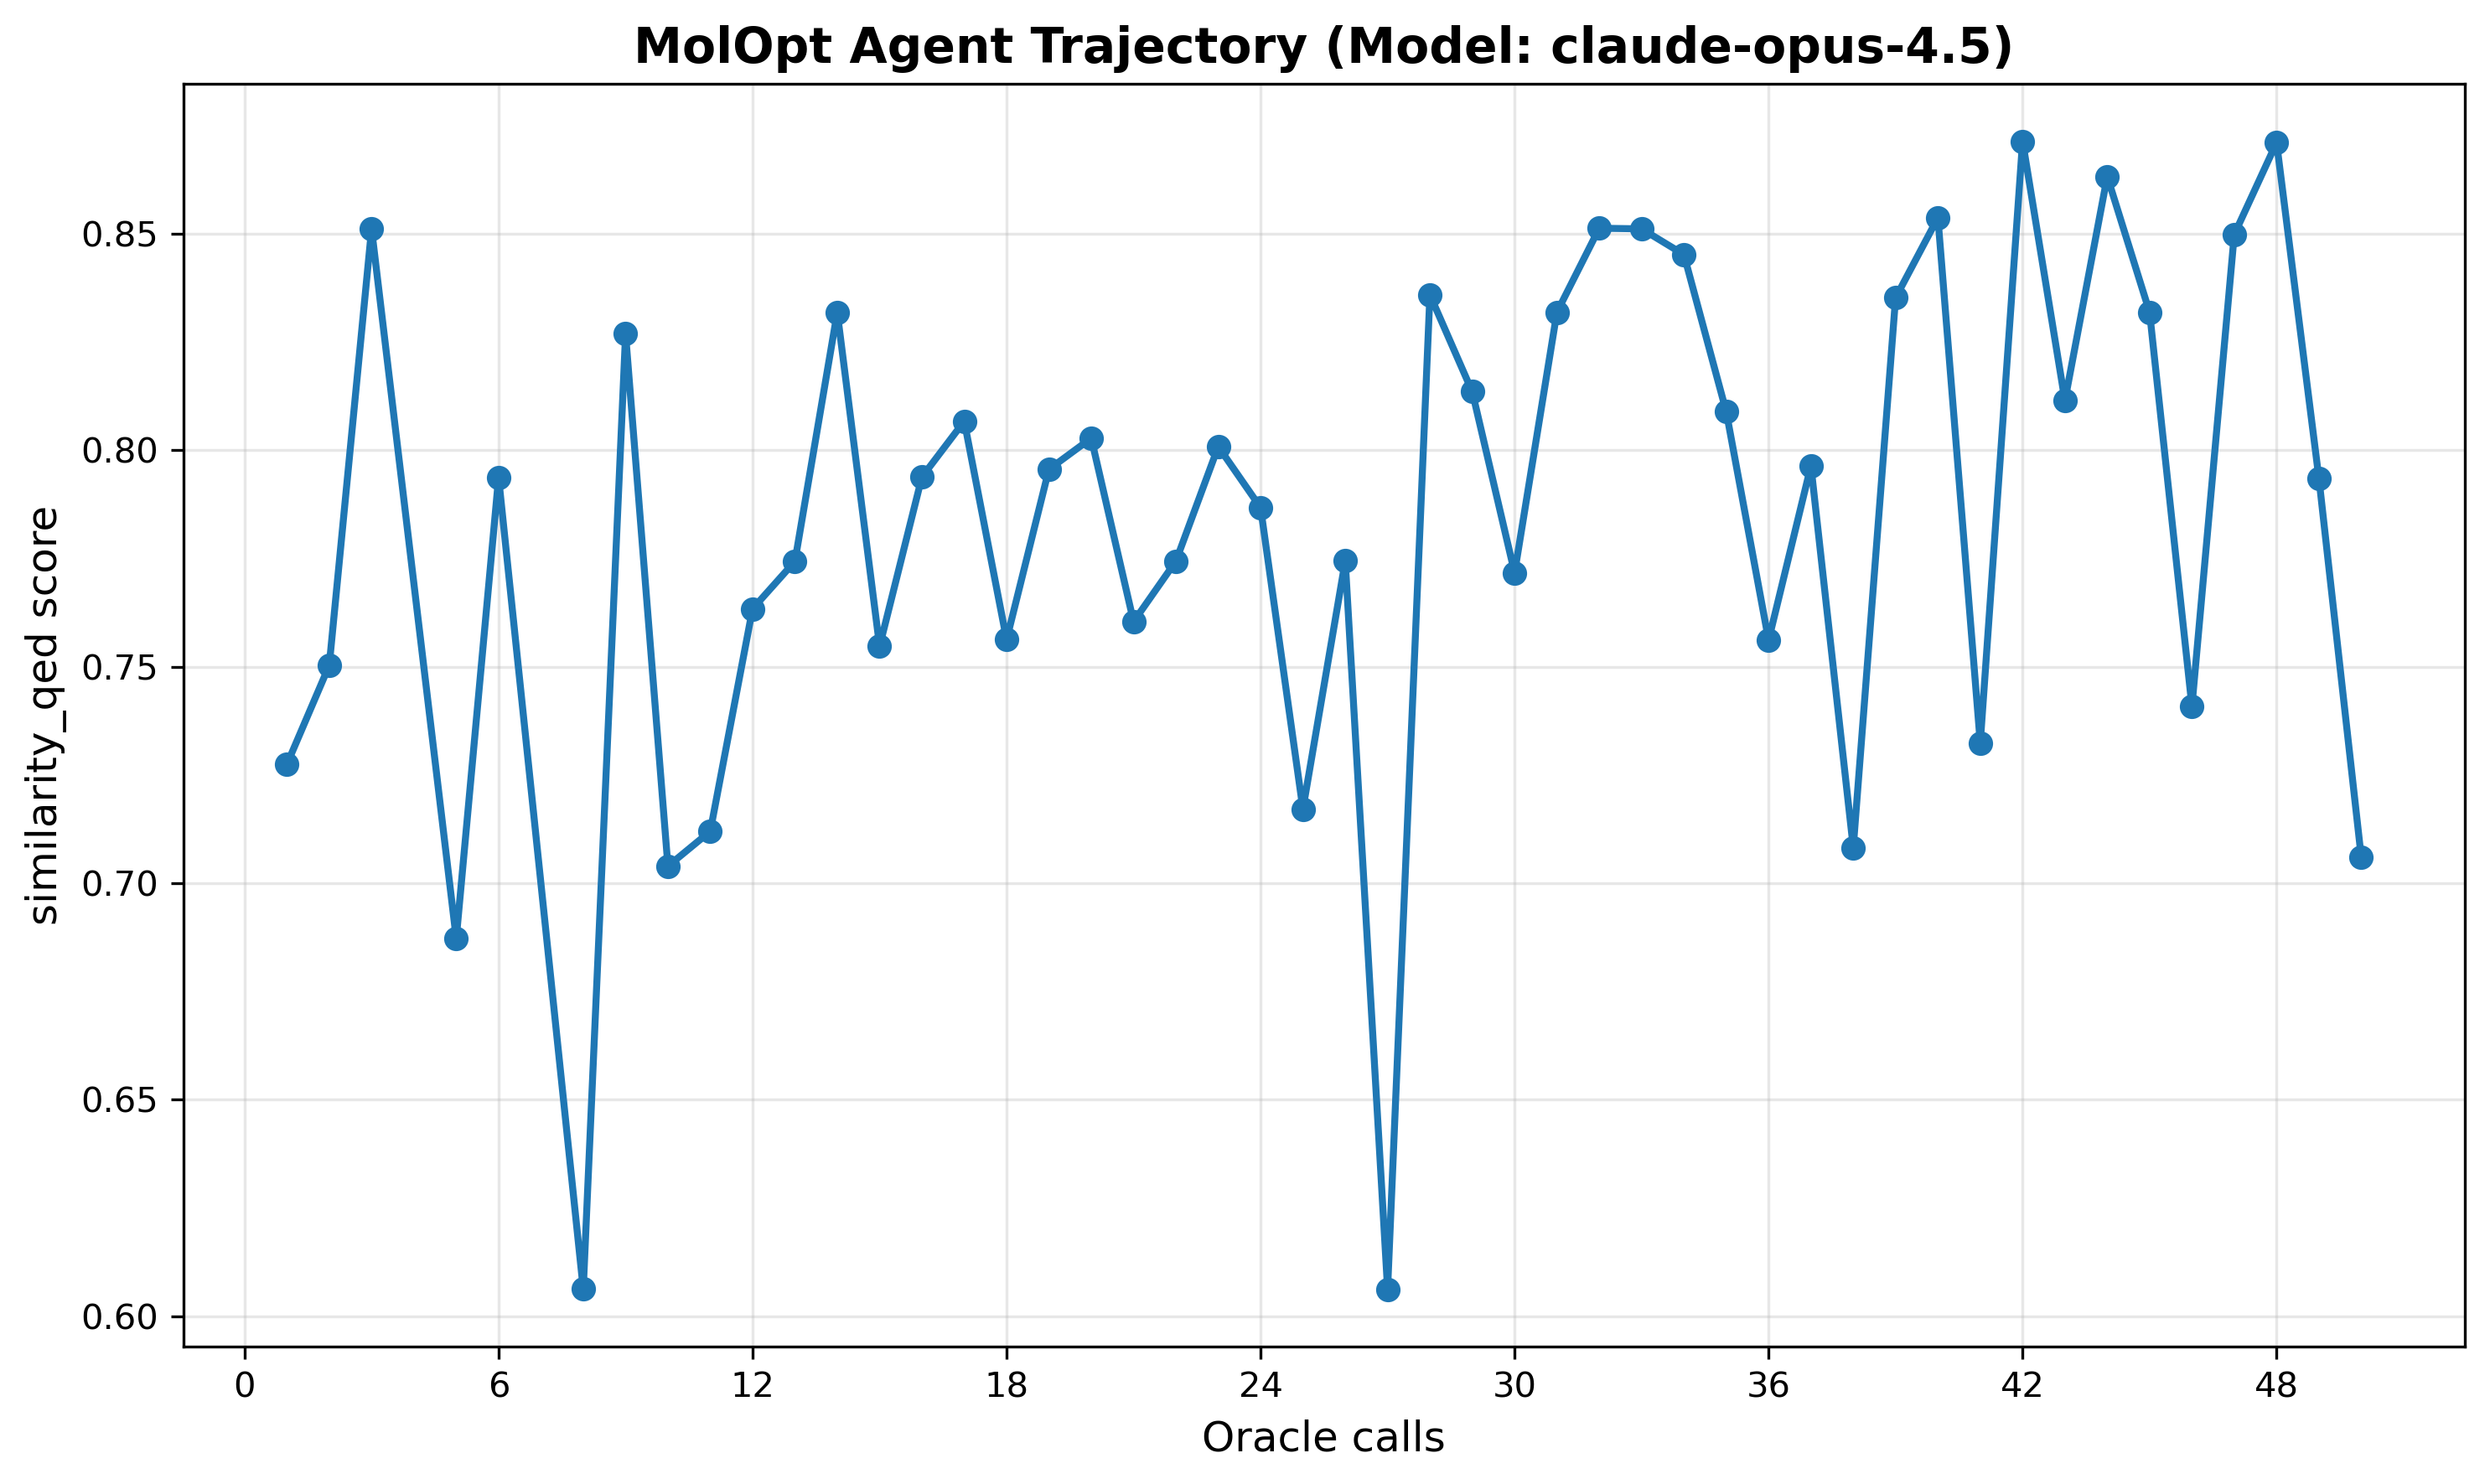 MolOpt Agent Trajectory (Model: claude-opus-4.5)
similarity_qed score
0.85
0.80
0.75
0.70
0.65
0.60
0 6 12 18 24 30 36 42 48
Oracle calls